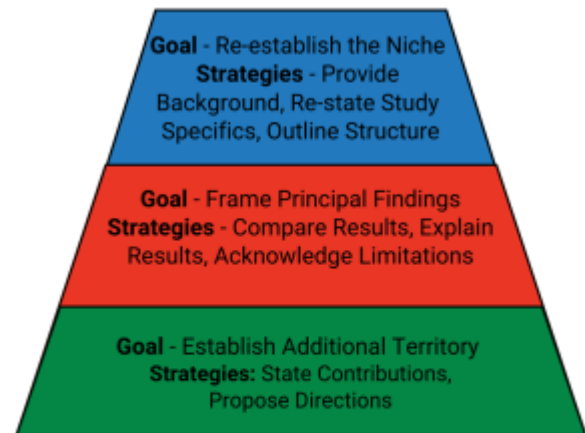 Goal - Re-establish the Niche
Strategies - Provide
Background, Re-state Study
Specifics, Outline Structure
Goal - Frame Principal Findings
Strategies - Compare Results, Explain
Results, Acknowledge Limitations
Goal - Establish Additional Territory
Strategies: State Contributions,
Propose Directions